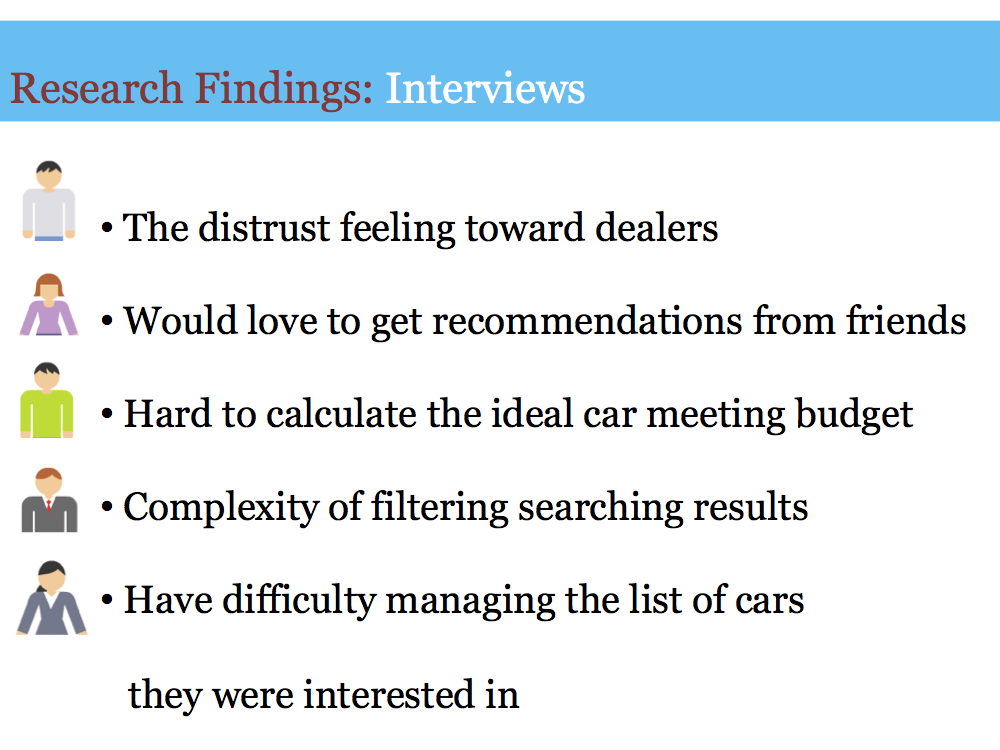 Research Findings: Interviews
• The distrust feeling toward dealers
• Would love to get recommendations from friends
• Hard to calculate the ideal car meeting budget
• Complexity of filtering searching results
• Have difficulty managing the list of cars
they were interested in